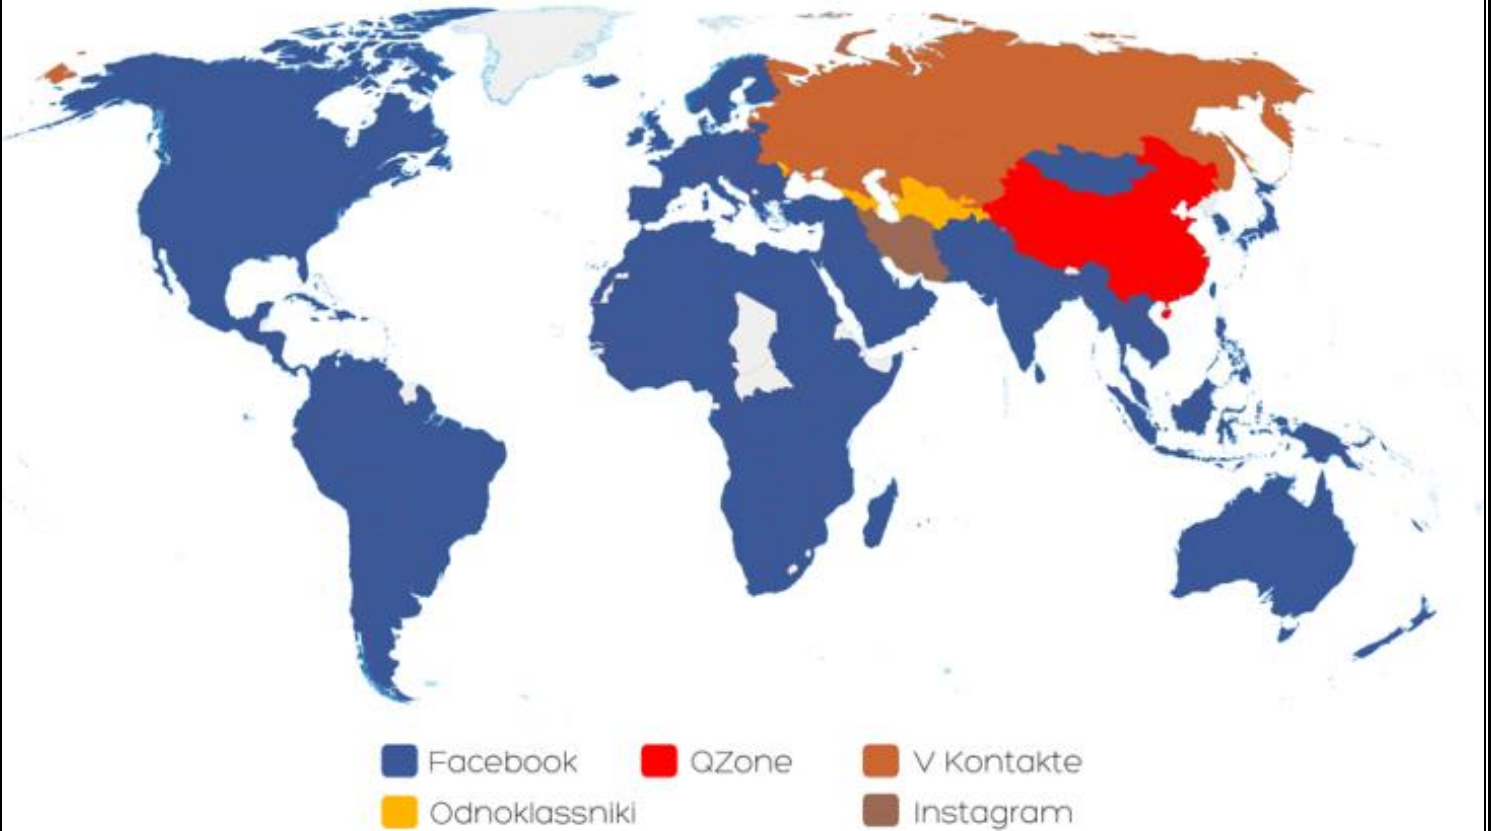 Facebook
QZone
V Kontakte
Odnoklassniki
Instagram